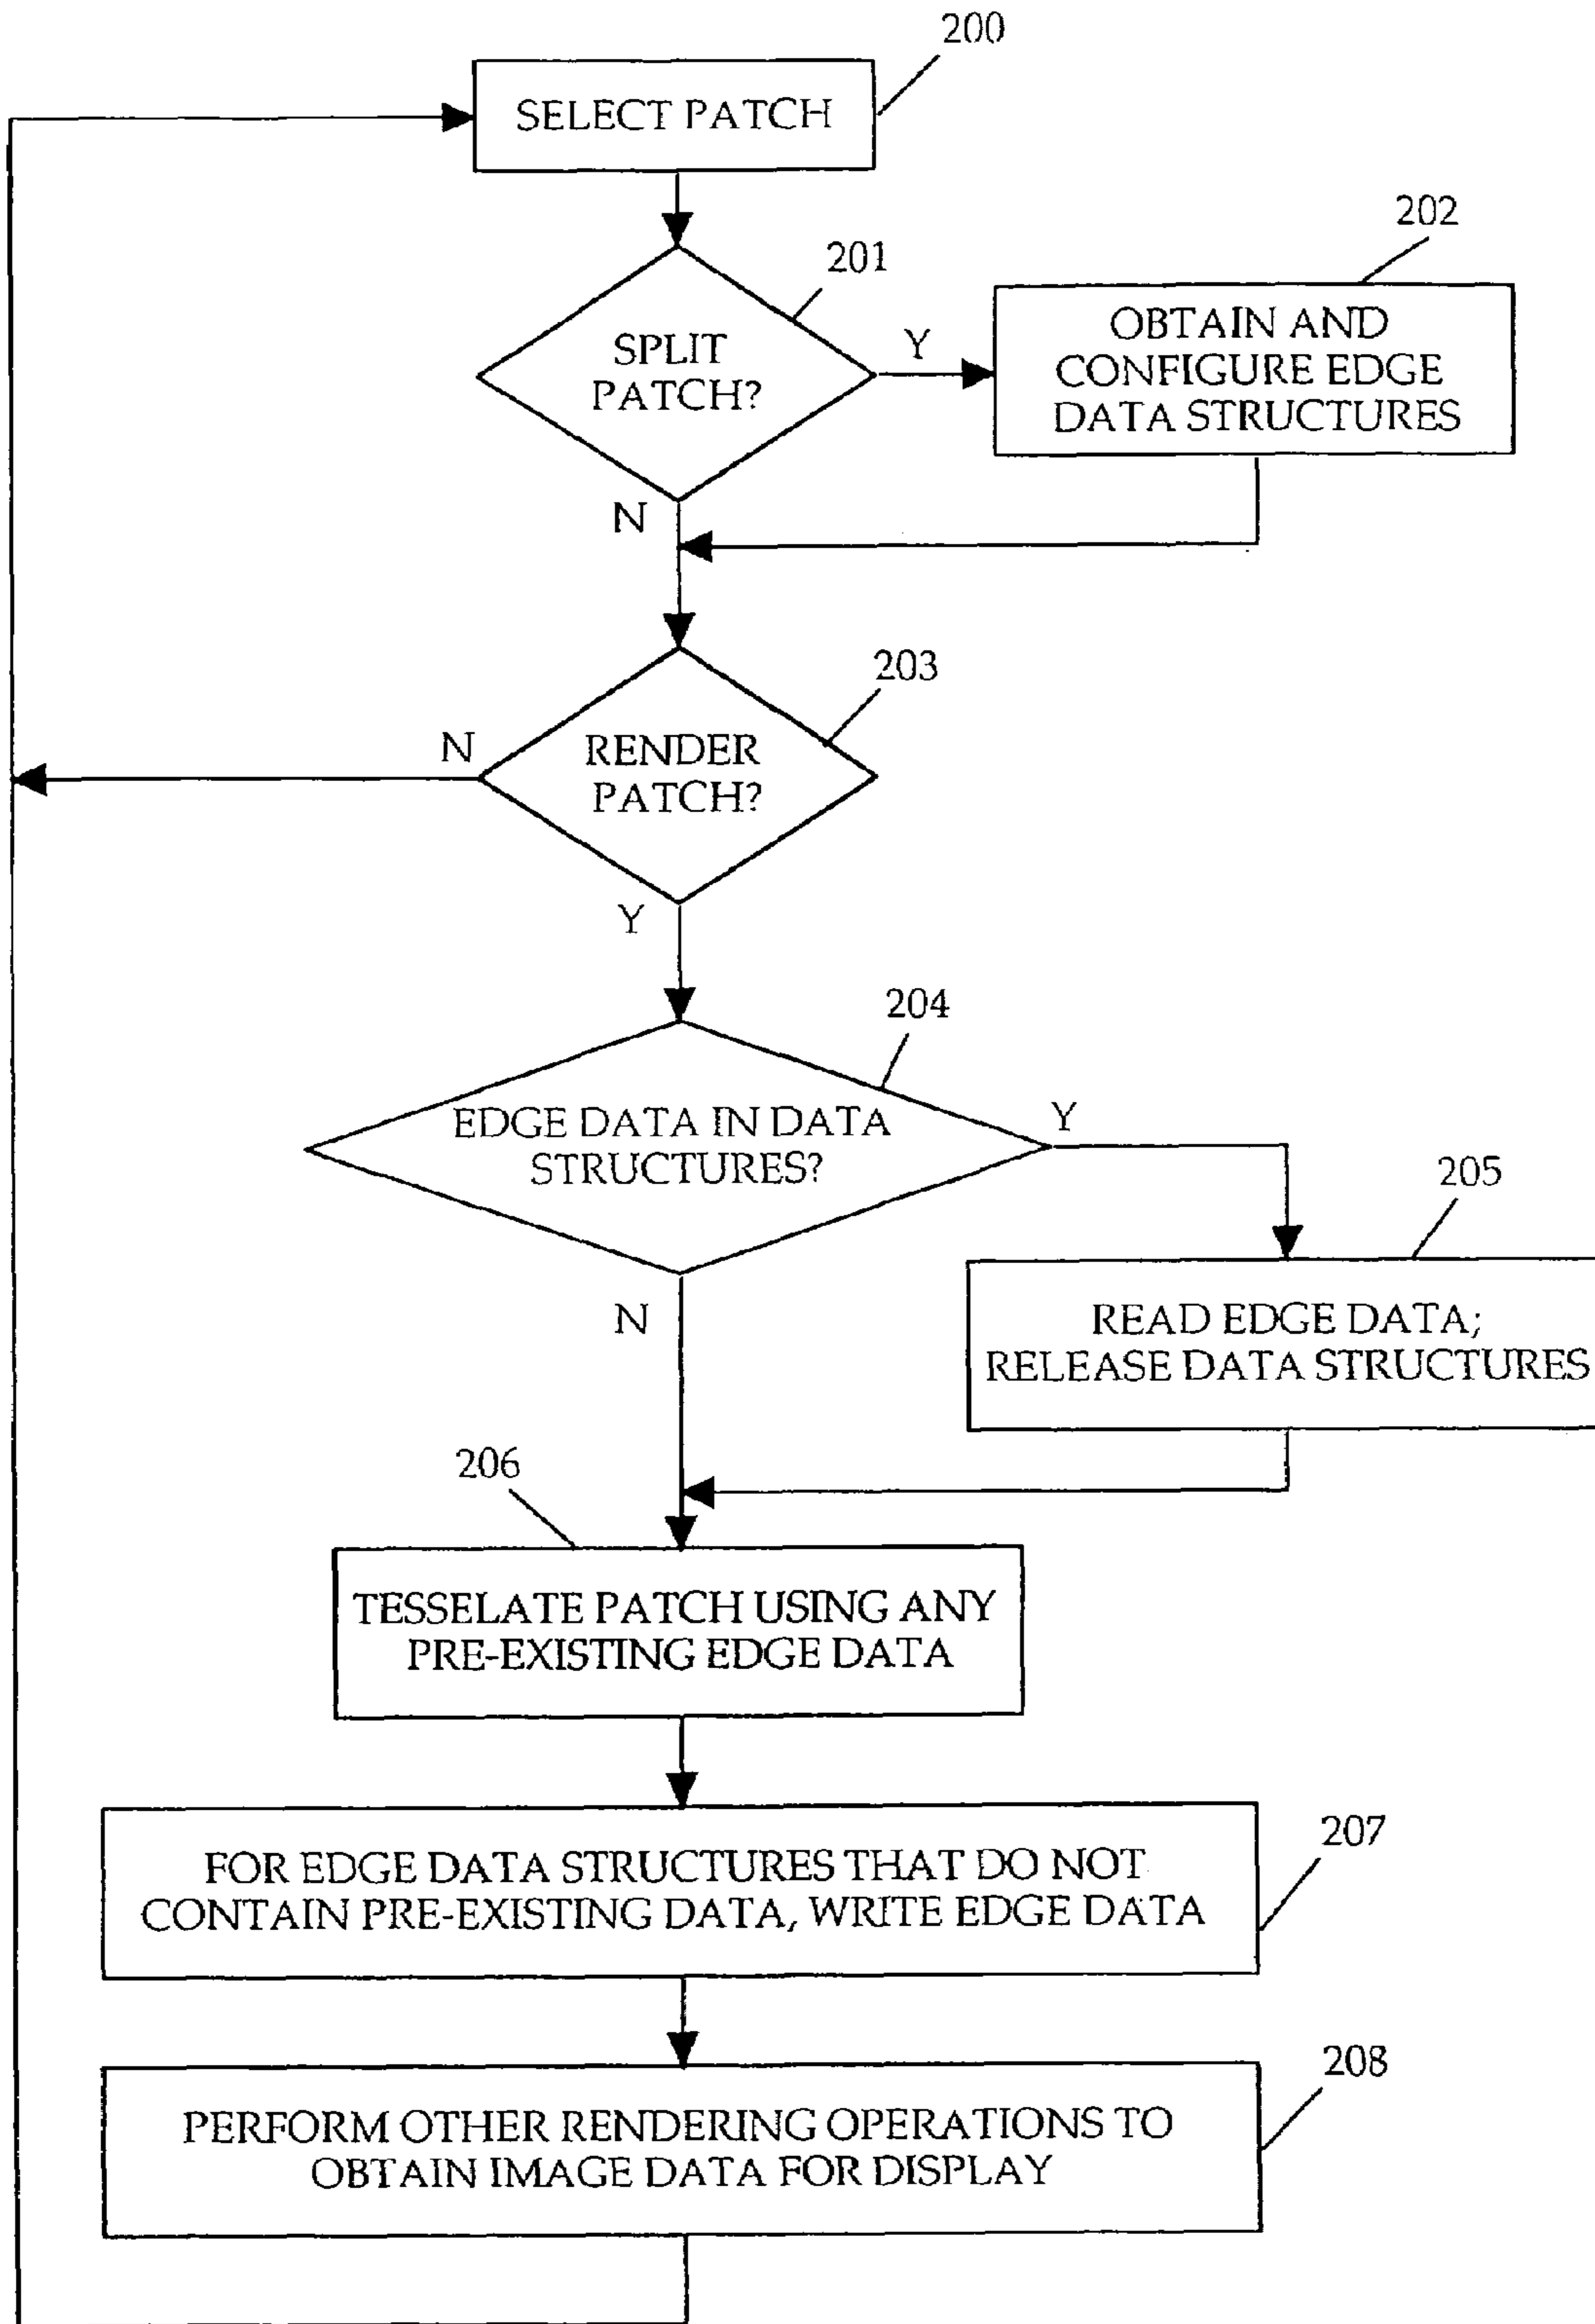 200
SELECT PATCH
202
201
SPLIT
PATCH?
Y
OBTAIN AND
CONFIGURE EDGE
DATA STRUCTURES
N
203
N
RENDER
PATCH?
Y
204
EDGE DATA IN DATA
STRUCTURES?
Y
205
N
READ EDGE DATA;
RELEASE DATA STRUCTURES
206
TESSELATE PATCH USING ANY
PRE-EXISTING EDGE DATA
207
FOR EDGE DATA STRUCTURES THAT DO NOT
CONTAIN PRE-EXISTING DATA, WRITE EDGE DATA
208
PERFORM OTHER RENDERING OPERATIONS TO
OBTAIN IMAGE DATA FOR DISPLAY